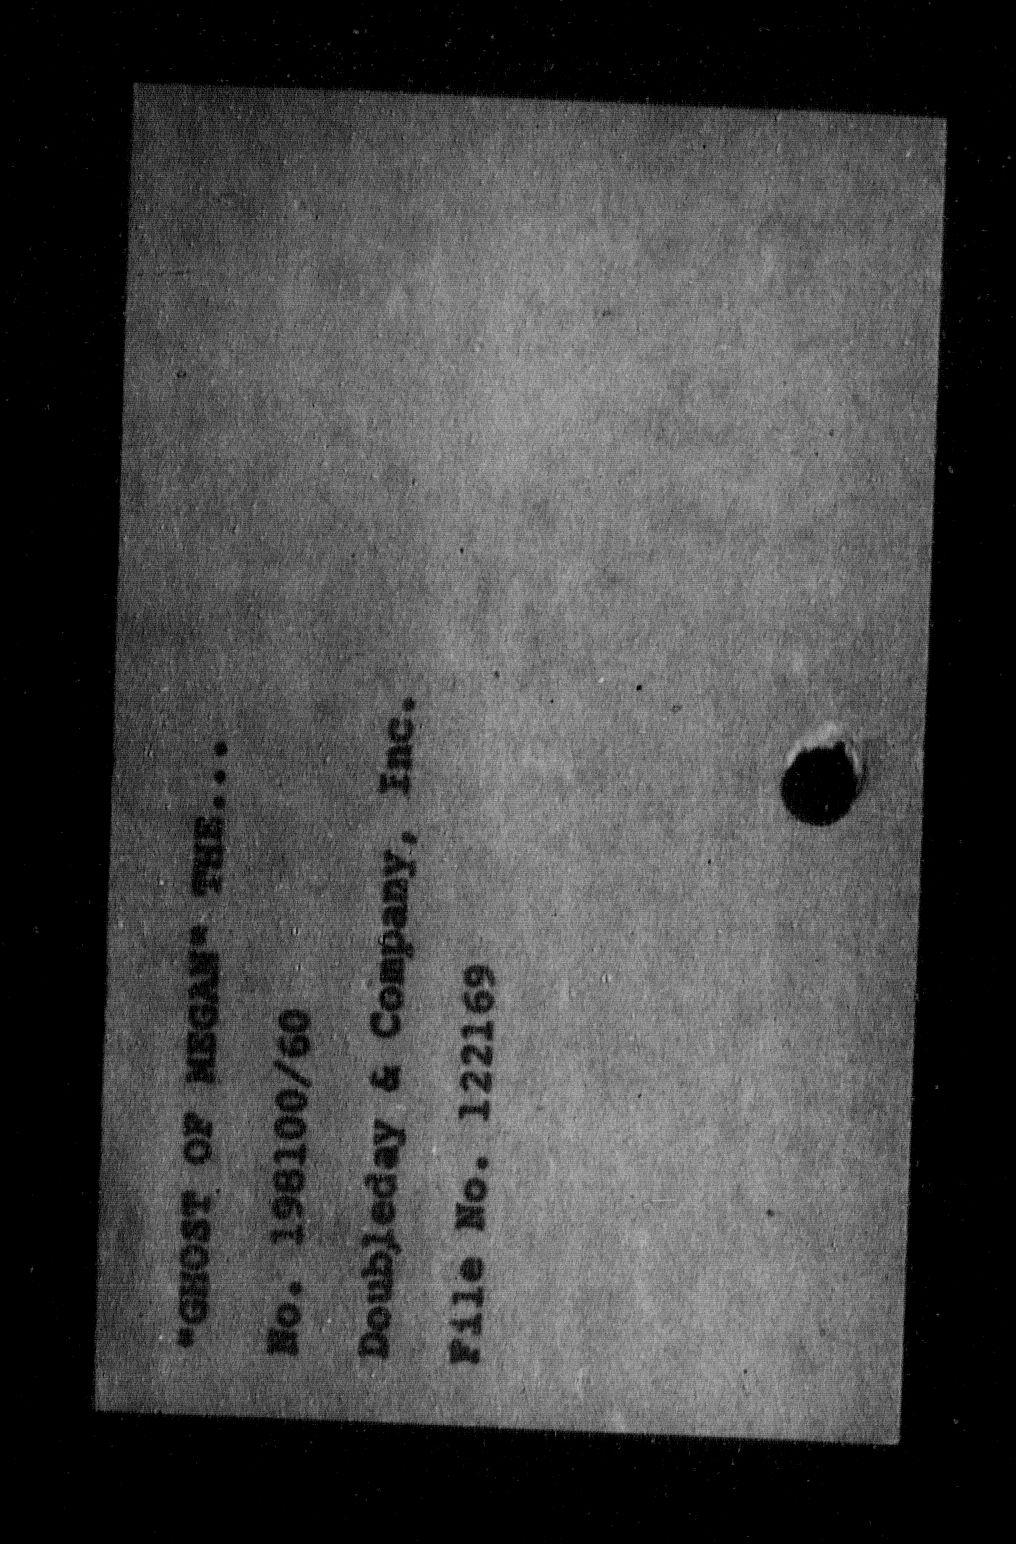 "GHOST OF MEGAN" THE...
No. 198100/60
Doubleday & Company, Inc.
File No. 122169